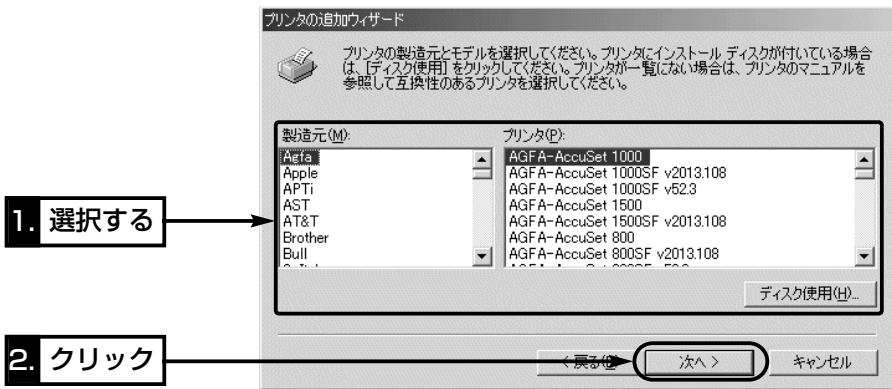 プリンタの追加ウィザード
プリンタの製造元とモデルを選択してください。プリンタにインストール ディスクが付いている場合
は、[ディスク使用] をクリックしてください。プリンタが一覧にない場合は、プリンタのマニュアルを
参照して互換性のあるプリンタを選択してください。
製造元(M):
プリンタ(P):
Agfa
Apple
APTi
AST
AT&T
Brother
Bull
AGFA-AccuSet 1000
AGFA-AccuSet 1000SF v2013.108
AGFA-AccuSet 1000SF v52.3
AGFA-AccuSet 1500
AGFA-AccuSet 1500SF v2013.108
AGFA-AccuSet 800
AGFA-AccuSet 800SF v2013.108
1. 選択する
ディスク使用(H)...
2. クリック
< 戻る
次へ >
キャンセル